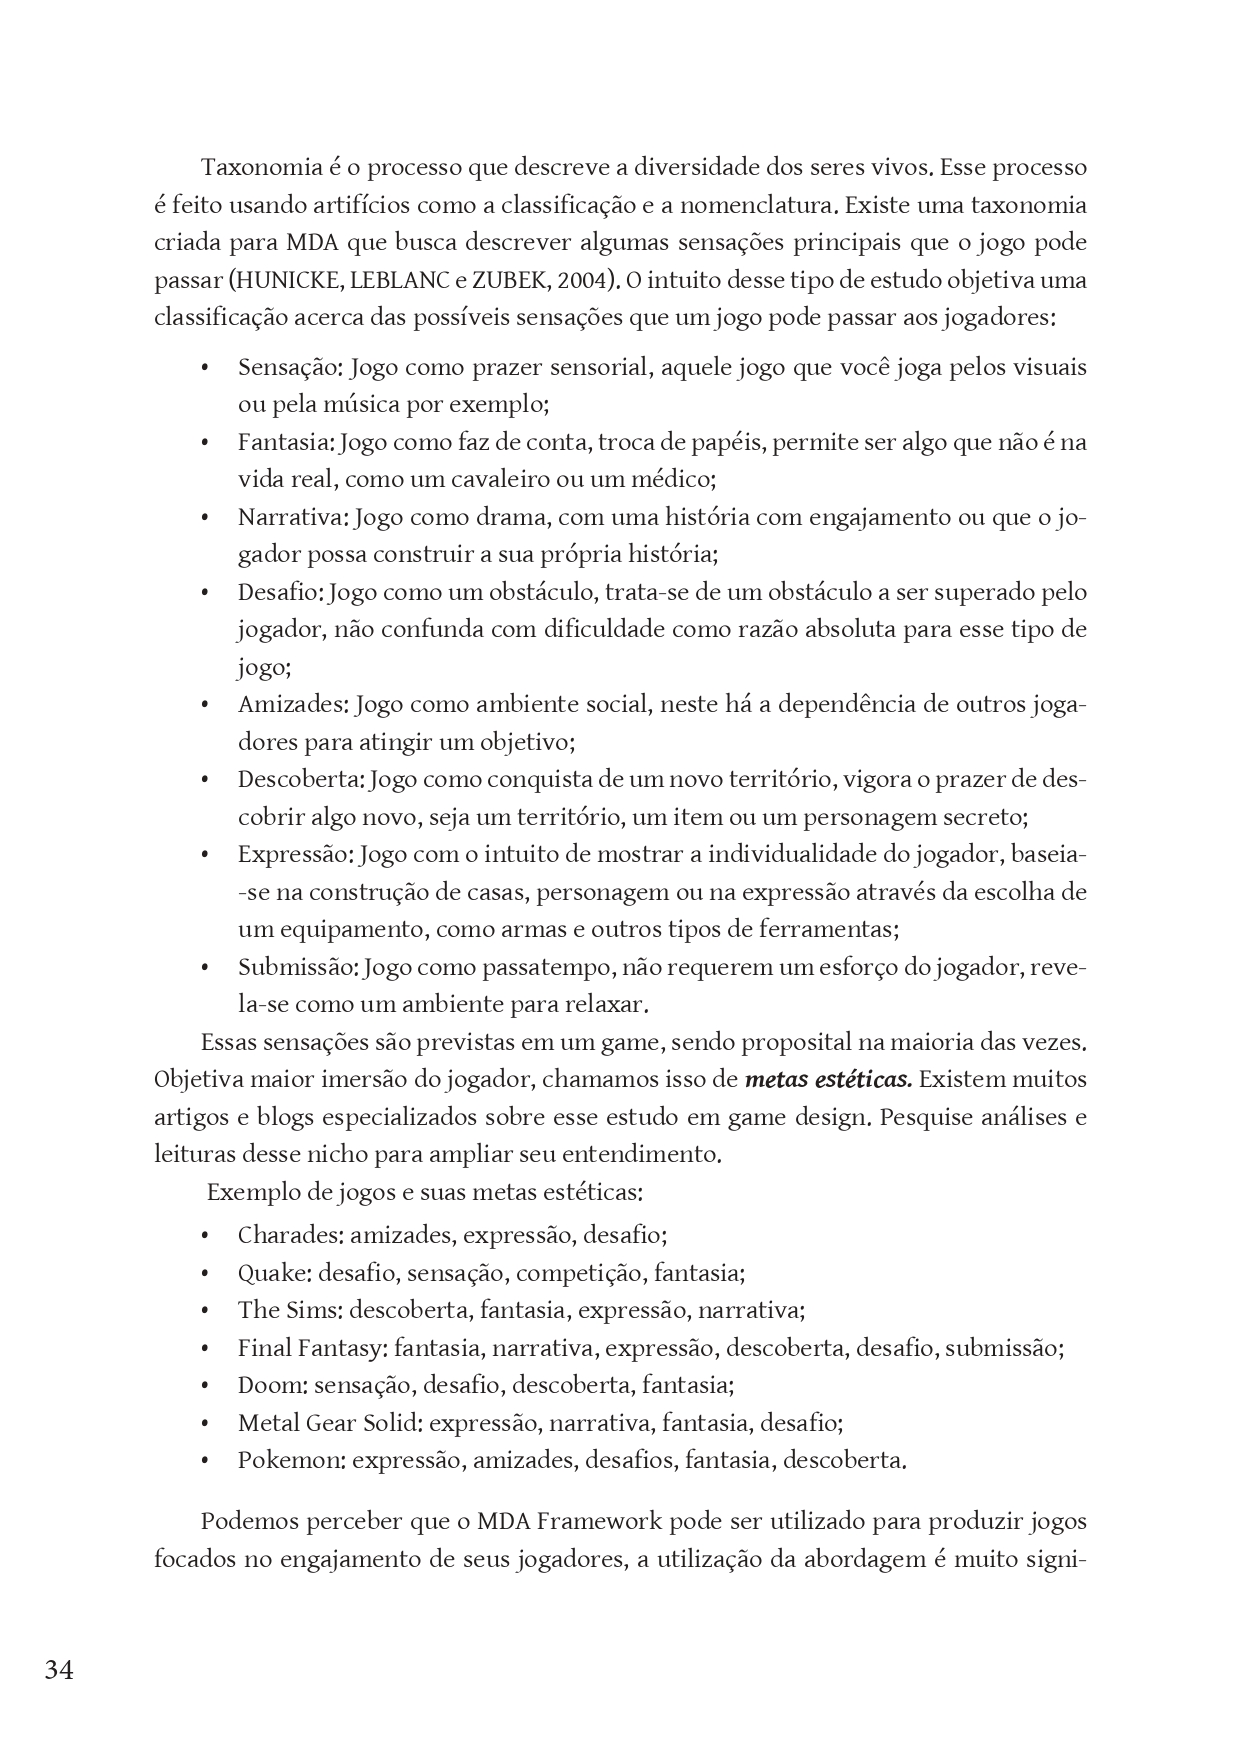 Taxonomia é o processo que descreve a diversidade dos seres vivos. Esse processo
é feito usando artifícios como a classificação e a nomenclatura. Existe uma taxonomia
criada para MDA que busca descrever algumas sensações principais que o jogo pode
passar (HUNICKE, LEBLANC e ZUBEK, 2004). O intuito desse tipo de estudo objetiva uma
classificação acerca das possíveis sensações que um jogo pode passar aos jogadores:
• Sensação: Jogo como prazer sensorial, aquele jogo que você joga pelos visuais
ou pela música por exemplo;
• Fantasia: Jogo como faz de conta, troca de papéis, permite ser algo que não é na
vida real, como um cavaleiro ou um médico;
• Narrativa: Jogo como drama, com uma história com engajamento ou que o jo-
gador possa construir a sua própria história;
• Desafio: Jogo como um obstáculo, trata-se de um obstáculo a ser superado pelo
jogador, não confunda com dificuldade como razão absoluta para esse tipo de
jogo;
• Amizades: Jogo como ambiente social, neste há a dependência de outros joga-
dores para atingir um objetivo;
• Descoberta: Jogo como conquista de um novo território, vigora o prazer de des-
cobrir algo novo, seja um território, um item ou um personagem secreto;
• Expressão: Jogo com o intuito de mostrar a individualidade do jogador, baseia-
-se na construção de casas, personagem ou na expressão através da escolha de
um equipamento, como armas e outros tipos de ferramentas;
• Submissão: Jogo como passatempo, não requerem um esforço do jogador, reve-
la-se como um ambiente para relaxar.
Essas sensações são previstas em um game, sendo proposital na maioria das vezes.
Objetiva maior imersão do jogador, chamamos isso de metas estéticas. Existem muitos
artigos e blogs especializados sobre esse estudo em game design. Pesquise análises e
leituras desse nicho para ampliar seu entendimento.
Exemplo de jogos e suas metas estéticas:
• Charades: amizades, expressão, desafio;
• Quake: desafio, sensação, competição, fantasia;
• The Sims: descoberta, fantasia, expressão, narrativa;
• Final Fantasy: fantasia, narrativa, expressão, descoberta, desafio, submissão;
• Doom: sensação, desafio, descoberta, fantasia;
• Metal Gear Solid: expressão, narrativa, fantasia, desafio;
• Pokemon: expressão, amizades, desafios, fantasia, descoberta.
Podemos perceber que o MDA Framework pode ser utilizado para produzir jogos
focados no engajamento de seus jogadores, a utilização da abordagem é muito signi-
34